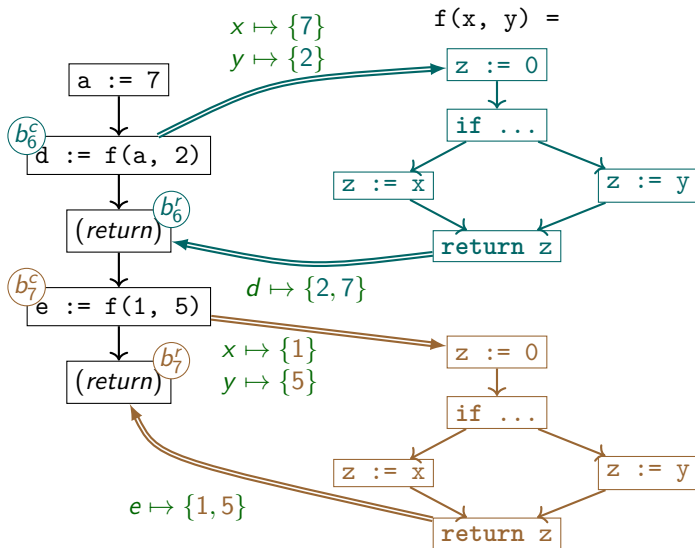 f(x, y) =
x ↦ {7}
y ↦ {2}
a := 7
z := 0
b₆ᶜ
d := f(a, 2)
if ...
z := x
z := y
b₆ʳ
(return)
return z
d ↦ {2, 7}
b₇ᶜ
e := f(1, 5)
x ↦ {1}
y ↦ {5}
z := 0
b₇ʳ
(return)
if ...
z := x
z := y
e ↦ {1, 5}
return z